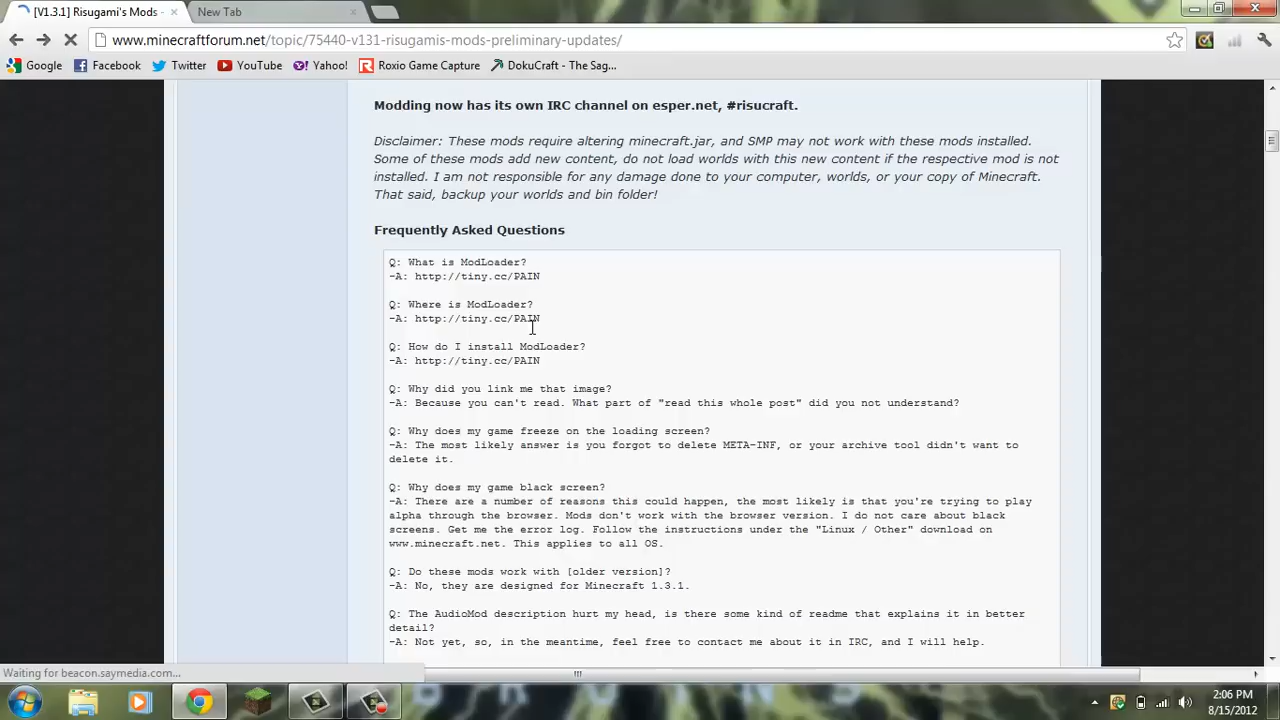 [V1.3.1] Risugami's Mods -
New Tab
www.minecraftforum.net/topic/75440-v131-risugamis-mods-preliminary-updates/
Google Facebook Twitter YouTube Yahoo! Roxio Game Capture DokuCraft - The Sag...
Modding now has its own IRC channel on esper.net, #risucraft.
Disclaimer: These mods require altering minecraft.jar, and SMP may not work with these mods installed.
Some of these mods add new content, do not load worlds with this new content if the respective mod is not
installed. I am not responsible for any damage done to your computer, worlds, or your copy of Minecraft.
That said, backup your worlds and bin folder!
Frequently Asked Questions
Q: What is ModLoader?
-A: http://tiny.cc/PAIN
Q: Where is ModLoader?
-A: http://tiny.cc/PAIN
Q: How do I install ModLoader?
-A: http://tiny.cc/PAIN
Q: Why did you link me that image?
-A: Because you can't read. What part of "read this whole post" did you not understand?
Q: Why does my game freeze on the loading screen?
-A: The most likely answer is you forgot to delete META-INF, or your archive tool didn't want to
delete it.
Q: Why does my game black screen?
-A: There are a number of reasons this could happen, the most likely is that you're trying to play
alpha through the browser. Mods don't work with the browser version. I do not care about black
screens. Get me the error log. Follow the instructions under the "Linux / Other" download on
www.minecraft.net. This applies to all OS.
Q: Do these mods work with [older version]?
-A: No, they are designed for Minecraft 1.3.1.
Q: The AudioMod description hurt my head, is there some kind of readme that explains it in better
detail?
-A: Not yet, so, in the meantime, feel free to contact me about it in IRC, and I will help.
Waiting for beacon.saymedia.com...
2:06 PM
8/15/2012